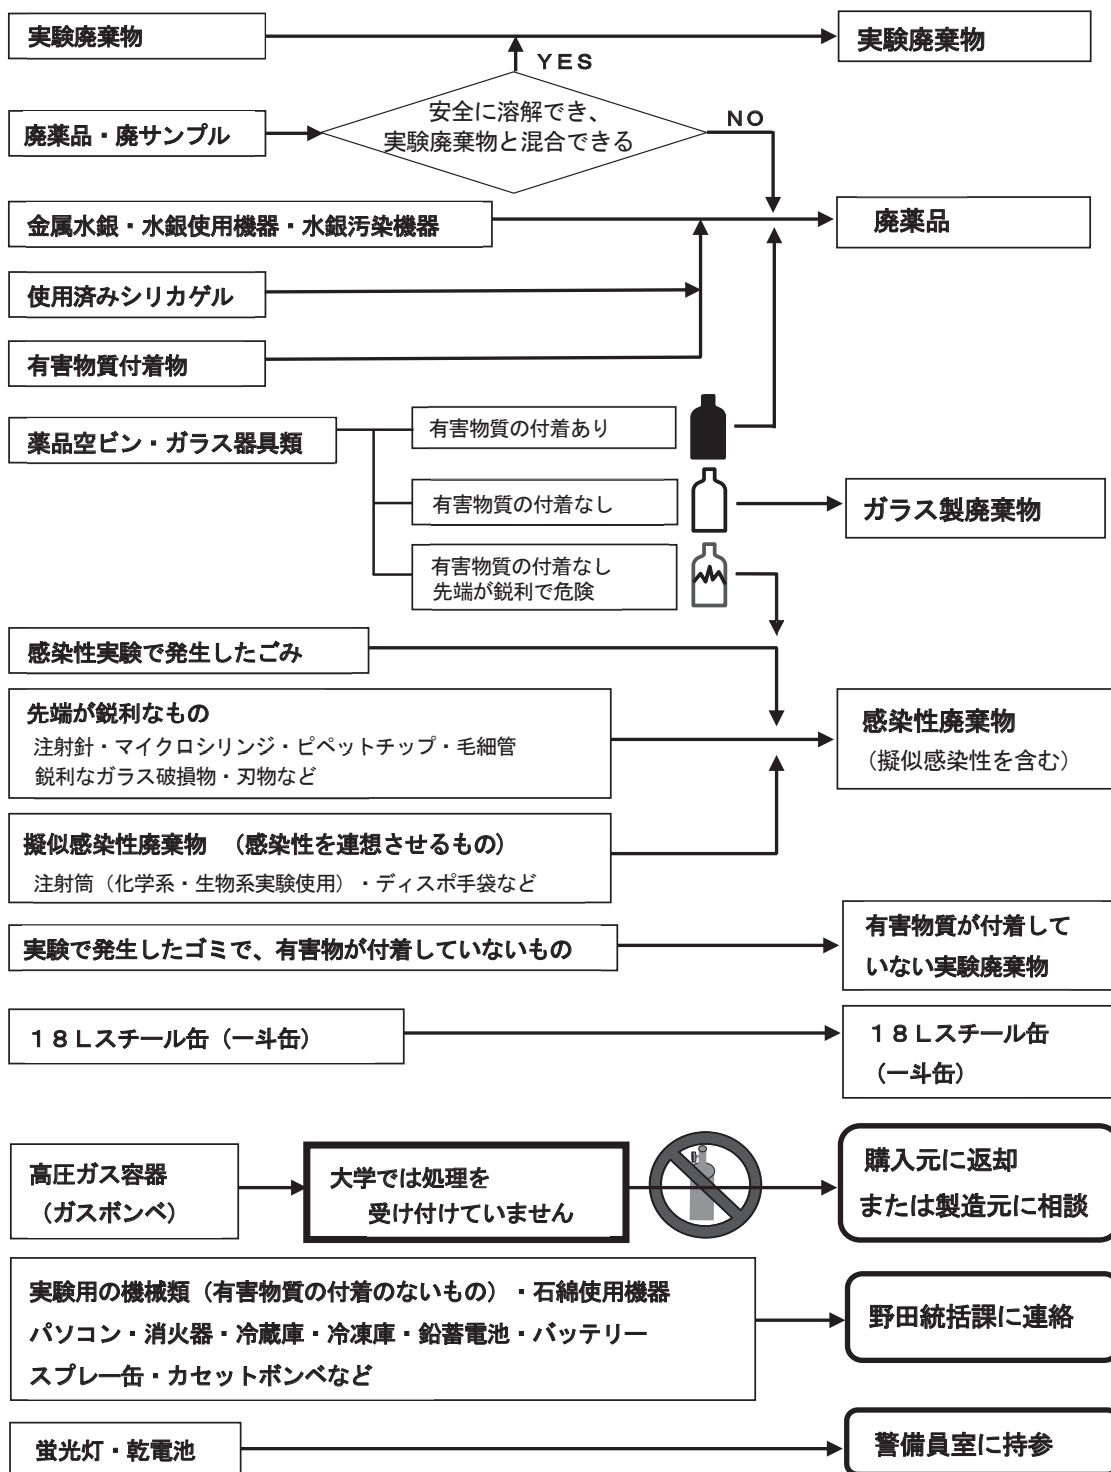 実験廃棄物
実験廃棄物
YES
廃薬品・廃サンプル
安全に溶解でき、
実験廃棄物と混合できる
NO
金属水銀・水銀使用機器・水銀汚染機器
廃薬品
使用済みシリカゲル
有害物質付着物
薬品空ビン・ガラス器具類
有害物質の付着あり
有害物質の付着なし
ガラス製廃棄物
有害物質の付着なし
先端が鋭利で危険
感染性実験で発生したごみ
先端が鋭利なもの
注射針・マイクロシリンジ・ピペットチップ・毛細管
鋭利なガラス破損物・刃物など
感染性廃棄物
（擬似感染性を含む）
擬似感染性廃棄物　（感染性を連想させるもの）
注射筒（化学系・生物系実験使用）・ディスポ手袋など
実験で発生したゴミで、有害物が付着していないもの
有害物質が付着して
いない実験廃棄物
１８Ｌスチール缶（一斗缶）
１８Ｌスチール缶
（一斗缶）
高圧ガス容器
（ガスボンベ）
大学では処理を
受け付けていません
購入元に返却
または製造元に相談
実験用の機械類（有害物質の付着のないもの）・石綿使用機器
パソコン・消火器・冷蔵庫・冷凍庫・鉛蓄電池・バッテリー
スプレー缶・カセットボンベなど
野田統括課に連絡
蛍光灯・乾電池
警備員室に持参